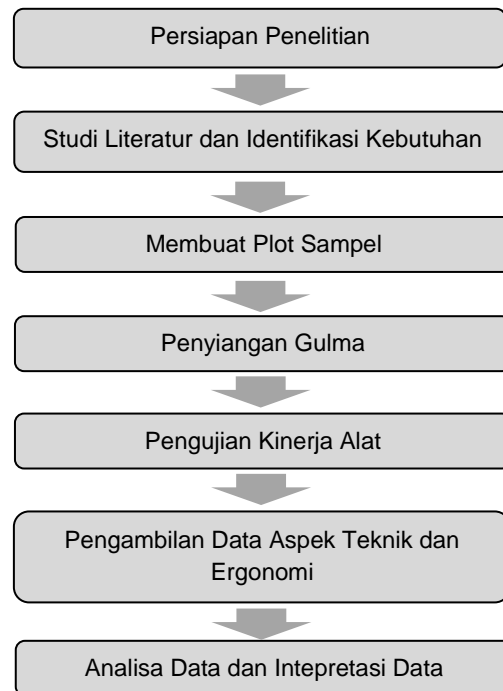 Persiapan Penelitian
Studi Literatur dan Identifikasi Kebutuhan
Membuat Plot Sampel
Penyiangan Gulma
Pengujian Kinerja Alat
Pengambilan Data Aspek Teknik dan
Ergonomi
Analisa Data dan Intepretasi Data